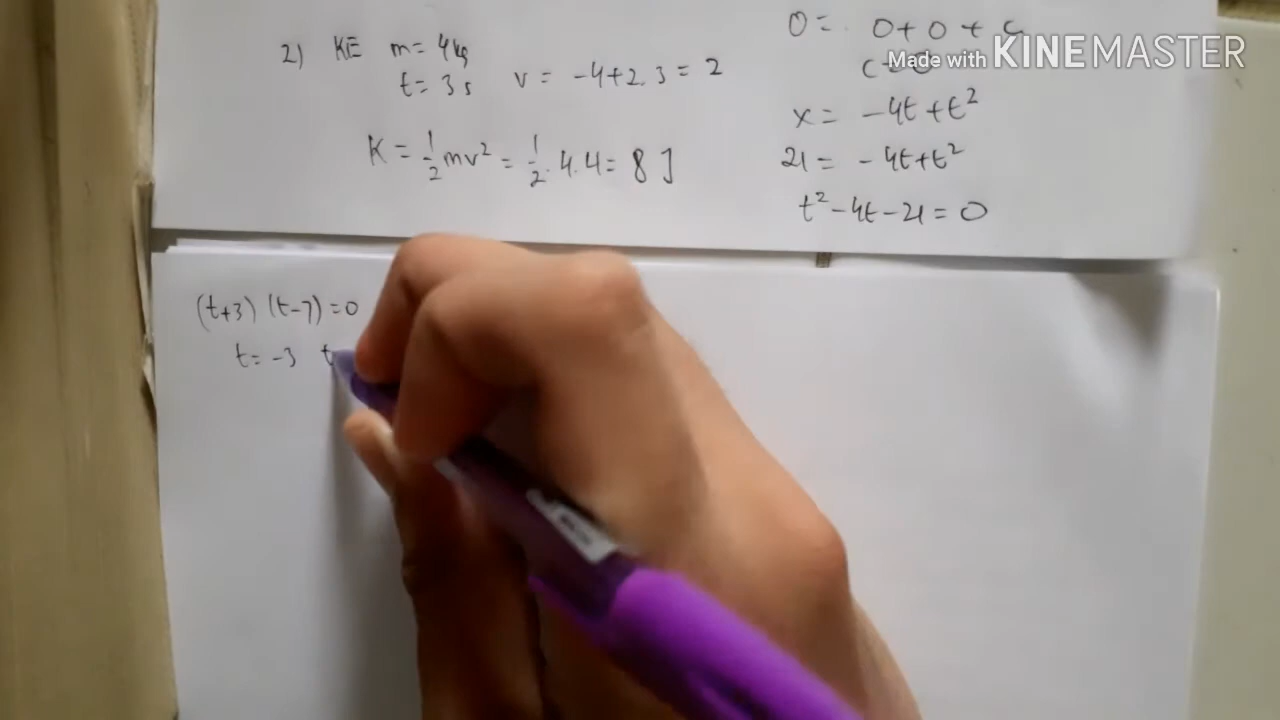 2) KE m = 4kg
t = 3 s v = -4+2.3 = 2
K = 1/2 mv² = 1/2 . 4.4 = 8 J
0 = 0 + 0 + c
Made with KINEMASTER
x = -4t + t²
21 = -4t + t²
t² - 4t - 21 = 0
(t+3) (t-7) = 0
t = -3 t